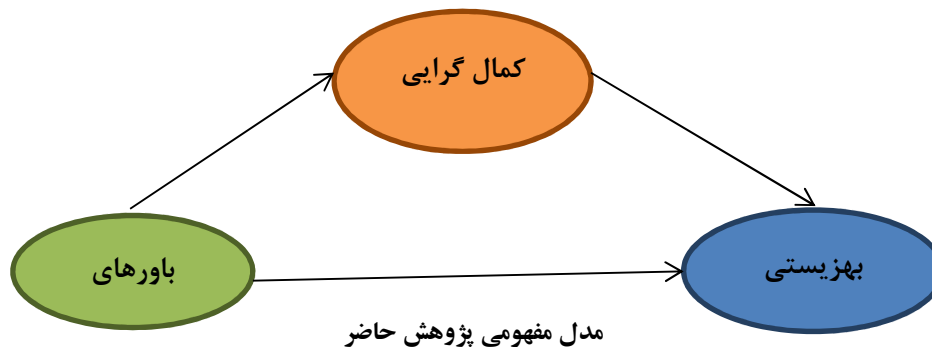 کمال گرایی
باورهای
بهزیستی
مدل مفهومی پژوهش حاضر